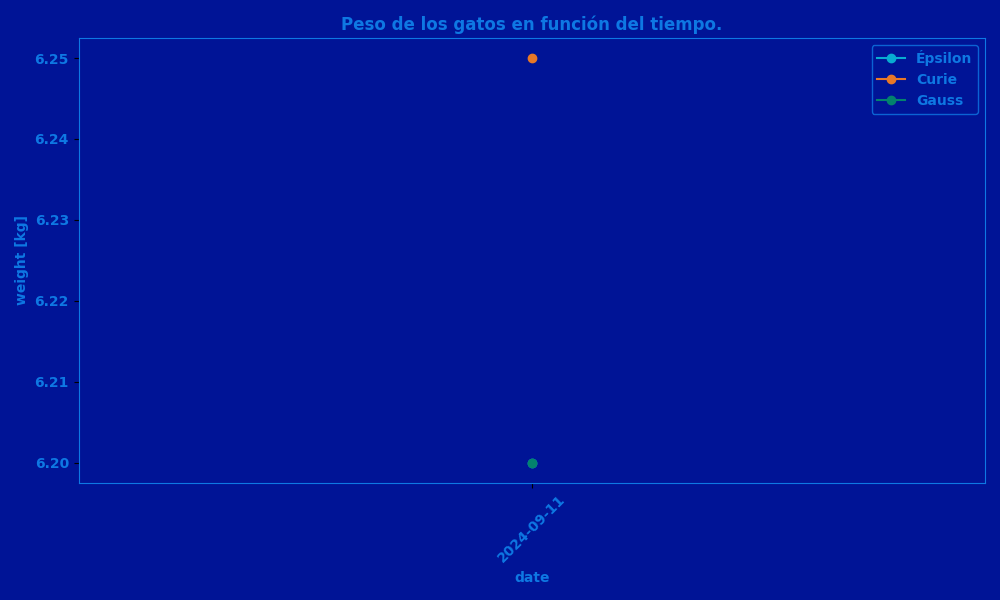 Peso de los gatos en función del tiempo.
Épsilon
Curie
Gauss
6.25
6.24
6.23
6.22
6.21
6.20
weight [kg]
2024-09-11
date